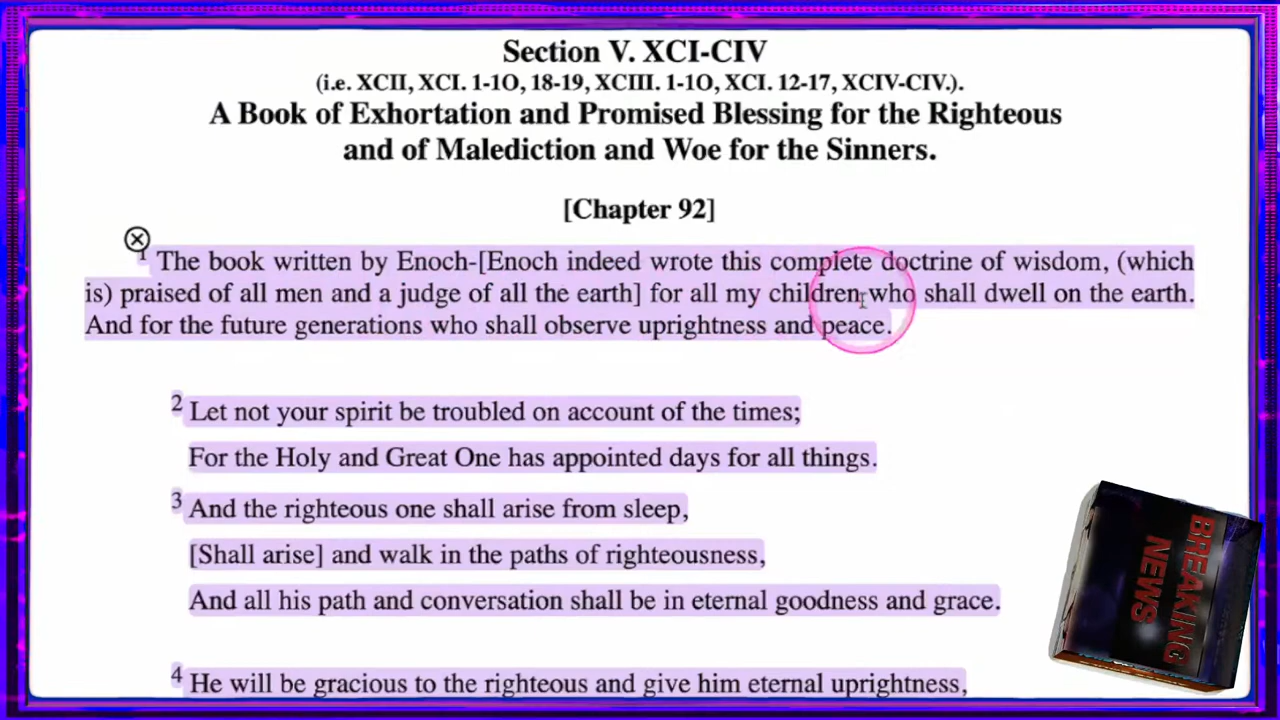 Section V. XCI-CIV
(i.e. XCII, XCI. 1-1O, 18-19, XCIII. 1-1O, XCI. 12-17, XCIV-CIV.).
A Book of Exhortation and Promised Blessing for the Righteous
and of Malediction and Woe for the Sinners.
[Chapter 92]
1 The book written by Enoch-[Enoch indeed wrote this complete doctrine of wisdom, (which
is) praised of all men and a judge of all the earth] for all my children who shall dwell on the earth.
And for the future generations who shall observe uprightness and peace.
2 Let not your spirit be troubled on account of the times;
For the Holy and Great One has appointed days for all things.
3 And the righteous one shall arise from sleep,
[Shall arise] and walk in the paths of righteousness,
And all his path and conversation shall be in eternal goodness and grace.
4 He will be gracious to the righteous and give him eternal uprightness,
BREAKING
NEWS